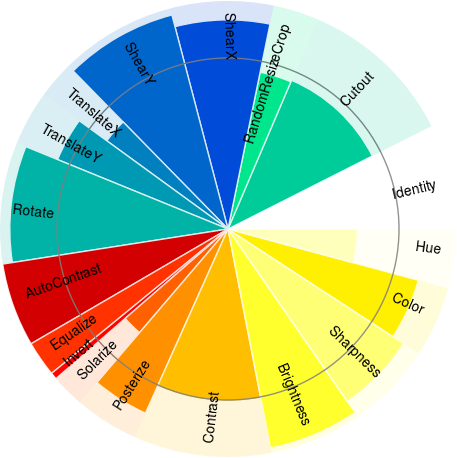 ShearX
RandomResizeCrop
Cutout
Identity
Hue
Color
Sharpness
Brightness
Contrast
Posterize
Solarize
Invert
Equalize
AutoContrast
Rotate
TranslateY
TranslateX
ShearY